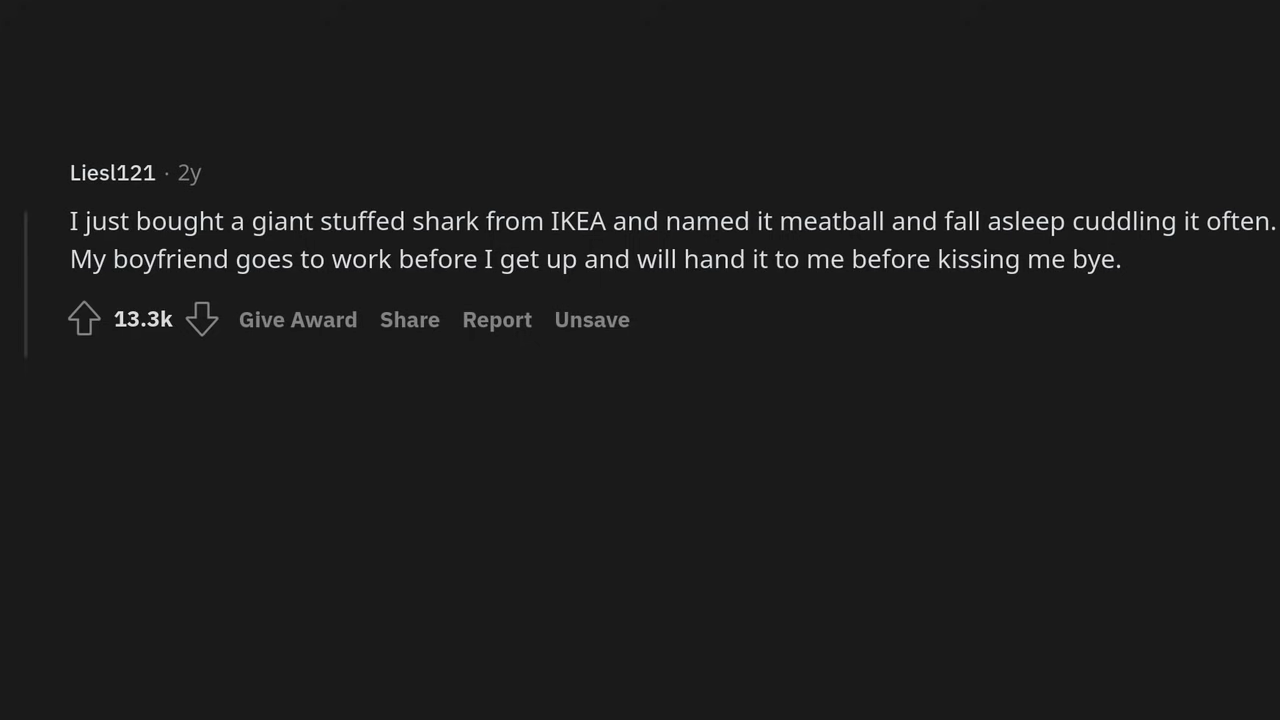 Liesl121 · 2y
I just bought a giant stuffed shark from IKEA and named it meatball and fall asleep cuddling it often.
My boyfriend goes to work before I get up and will hand it to me before kissing me bye.
13.3k Give Award Share Report Unsave